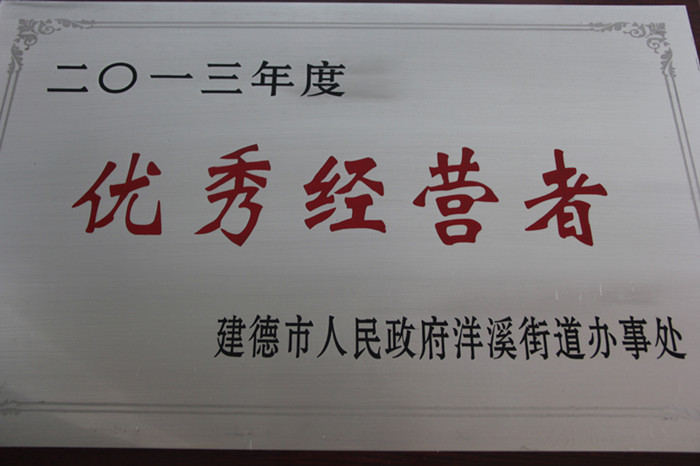 二〇一三年度
优秀经营者
建德市人民政府洋溪街道办事处